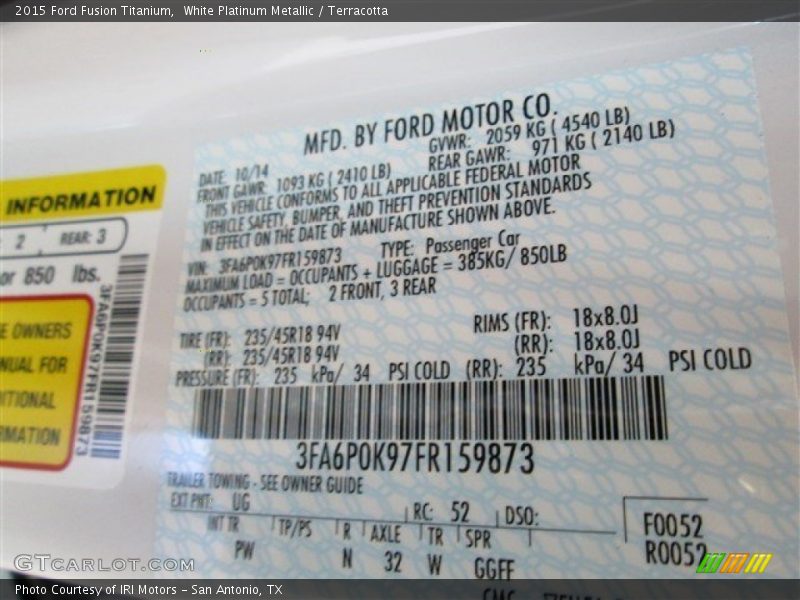 2015 Ford Fusion Titanium,  White Platinum Metallic / Terracotta
MFD. BY FORD MOTOR CO.
DATE: 10/14 GVWR: 2059 KG ( 4540 LB)
FRONT GAWR: 1093 KG ( 2410 LB) REAR GAWR: 971 KG ( 2140 LB)
THIS VEHICLE CONFORMS TO ALL APPLICABLE FEDERAL MOTOR
VEHICLE SAFETY, BUMPER, AND THEFT PREVENTION STANDARDS
IN EFFECT ON THE DATE OF MANUFACTURE SHOWN ABOVE.
VIN: 3FA6P0K97FR159873 TYPE: Passenger Car
MAXIMUM LOAD = OCCUPANTS + LUGGAGE = 385KG/ 850LB
OCCUPANTS = 5 TOTAL; 2 FRONT, 3 REAR
TIRE (FR): 235/45R18 94V RIMS (FR): 18x8.0J
(RR): 235/45R18 94V (RR): 18x8.0J
PRESSURE (FR): 235 kPa/ 34 PSI COLD (RR): 235 kPa/ 34 PSI COLD
3FA6P0K97FR159873
TRAILER TOWING - SEE OWNER GUIDE
EXT PNT: UG RC: 52 DSO:
INT TR TP/PS R AXLE TR SPR
PW N 32 W GGFF
F0052
R0052
INFORMATION
2 REAR: 3
or 850 lbs.
3FA6P0K97FR159873
E OWNERS
NUAL FOR
ITIONAL
RMATION
GTCarLot.com
Photo Courtesy of IRI Motors – San Antonio, TX